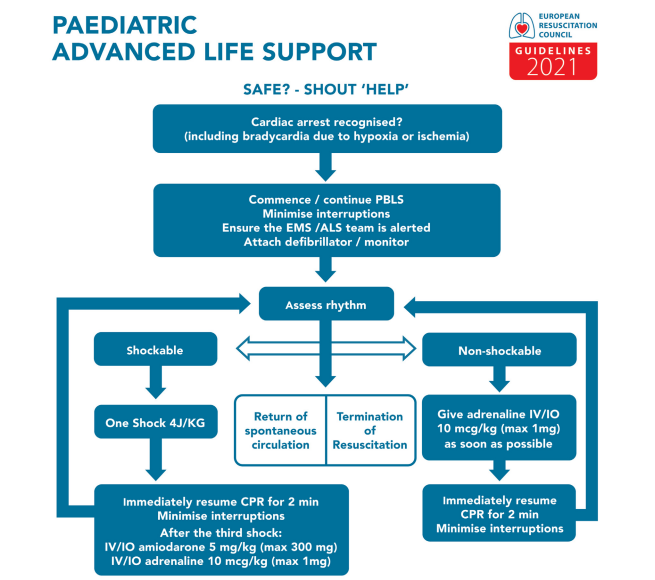 PAEDIATRIC
ADVANCED LIFE SUPPORT
EUROPEAN
RESUSCITATION
COUNCIL
GUIDELINES
2021
SAFE? - SHOUT ‘HELP’
Cardiac arrest recognised?
(including bradycardia due to hypoxia or ischemia)
Commence / continue PBLS
Minimise interruptions
Ensure the EMS /ALS team is alerted
Attach defibrillator / monitor
Assess rhythm
Shockable
Non-shockable
One Shock 4J/KG
Return of
spontaneous
circulation
Termination
of
Resuscitation
Give adrenaline IV/IO
10 mcg/kg (max 1mg)
as soon as possible
Immediately resume CPR for 2 min
Minimise interruptions
After the third shock:
IV/IO amiodarone 5 mg/kg (max 300 mg)
IV/IO adrenaline 10 mcg/kg (max 1mg)
Immediately resume
CPR for 2 min
Minimise interruptions